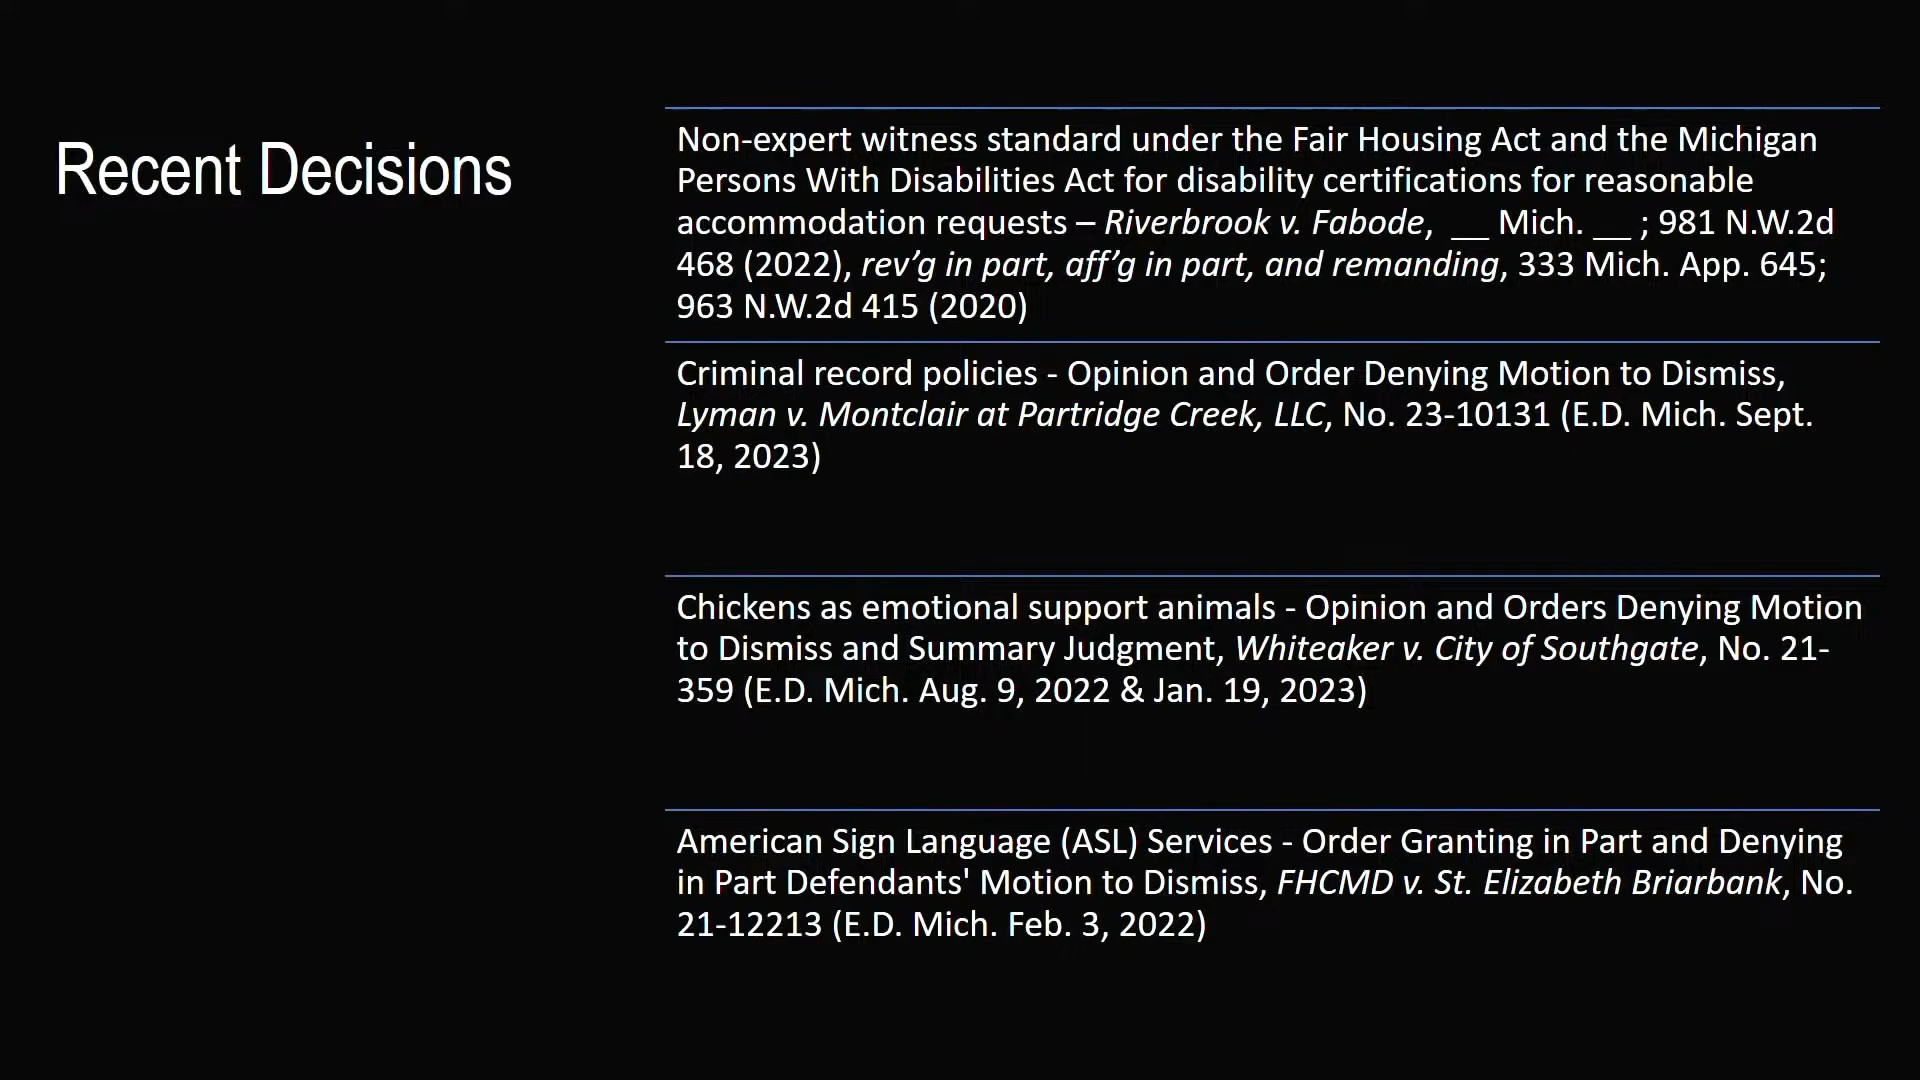 Recent Decisions
Non-expert witness standard under the Fair Housing Act and the Michigan
Persons With Disabilities Act for disability certifications for reasonable
accommodation requests – Riverbrook v. Fabode, __ Mich. __ ; 981 N.W.2d
468 (2022), rev’g in part, aff’g in part, and remanding, 333 Mich. App. 645;
963 N.W.2d 415 (2020)
Criminal record policies - Opinion and Order Denying Motion to Dismiss,
Lyman v. Montclair at Partridge Creek, LLC, No. 23-10131 (E.D. Mich. Sept.
18, 2023)
Chickens as emotional support animals - Opinion and Orders Denying Motion
to Dismiss and Summary Judgment, Whiteaker v. City of Southgate, No. 21-
359 (E.D. Mich. Aug. 9, 2022 & Jan. 19, 2023)
American Sign Language (ASL) Services - Order Granting in Part and Denying
in Part Defendants' Motion to Dismiss, FHCMD v. St. Elizabeth Briarbank, No.
21-12213 (E.D. Mich. Feb. 3, 2022)